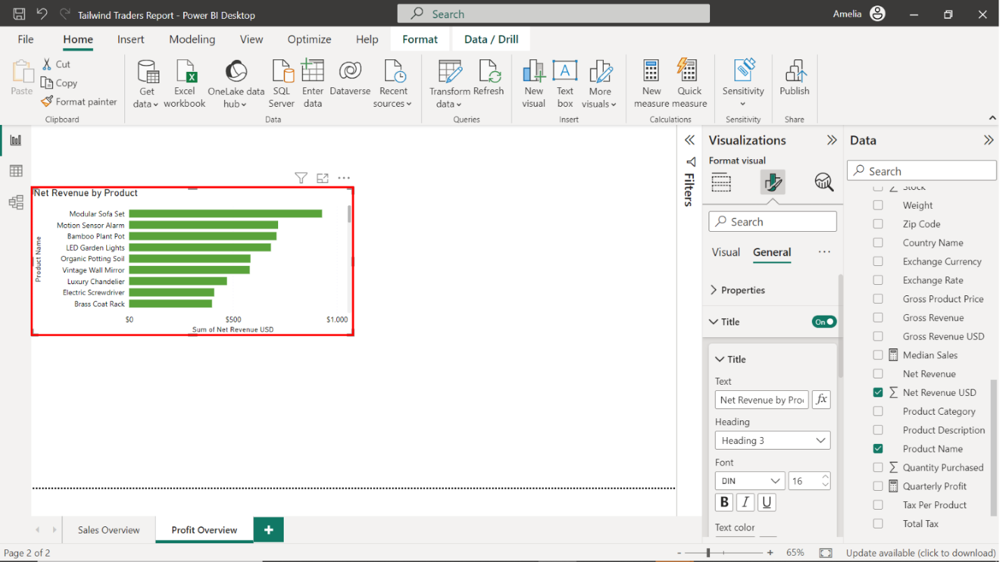 Tailwind Traders Report - Power BI Desktop
Search
Amelia
File Home Insert Modeling View Optimize Help Format Data / Drill
Paste
Cut
Copy
Format painter
Clipboard
Get data
Excel workbook
OneLake data hub
SQL Server
Enter data
Dataverse
Recent sources
Data
Transform data
Refresh
Queries
New visual
Text box
More visuals
Insert
New measure
Quick measure
Calculations
Sensitivity
Sensitivity
Publish
Share
Net Revenue by Product
Product Name
Modular Sofa Set
Motion Sensor Alarm
Bamboo Plant Pot
LED Garden Lights
Organic Potting Soil
Vintage Wall Mirror
Luxury Chandelier
Electric Screwdriver
Brass Coat Rack
$0 $500 $1.000
Sum of Net Revenue USD
Filters
Visualizations
Format visual
Search
Visual General ...
Properties
Title On
Title
Text
Net Revenue by Pro
fx
Heading
Heading 3
Font
DIN 16
B I U
Text color
Data
Search
Stock
Weight
Zip Code
Country Name
Exchange Currency
Exchange Rate
Gross Product Price
Gross Revenue
Gross Revenue USD
Median Sales
Net Revenue
Net Revenue USD
Product Category
Product Description
Product Name
Quantity Purchased
Quarterly Profit
Tax Per Product
Total Tax
Sales Overview Profit Overview +
Page 2 of 2
- + 65%
Update available (click to download)